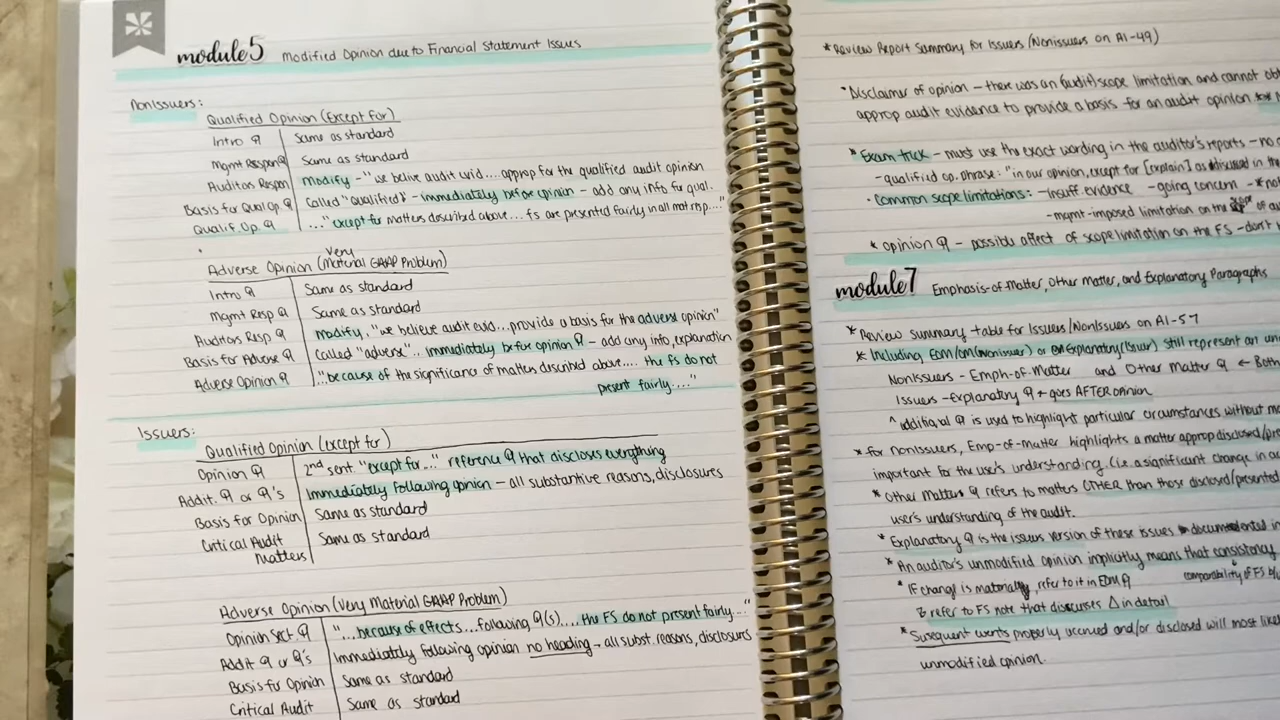 module 5 Modified Opinion due to Financial Statement Issues
NonIssuers:
Qualified Opinion (Except for)
Intro ¶ Same as standard
Mgmt Respon ¶ Same as standard
Auditors Respon modify - "we belive audit evid....approp for the qualified audit opinion
Basis for Qual Op. ¶ Called "Qualified" - immediately before opinion - add any info for qual.
Qualif. Op. ¶ ..."except for matters described above...fs are presented fairly in all mat resp...."
Adverse Opinion (Very Material GAAP Problem)
Intro ¶ Same as standard
Mgmt Resp ¶ Same as standard
Auditors Resp ¶ modify. "we believe audit evid...provide a basis for the adverse opinion"
Basis for Adverse ¶ Called "adverse".. immediately before opinion ¶ - add any info, explanation
Adverse Opinion ¶ "..because of the significance of matters described above.... the fs do not
present fairly...."
Issuers:
Qualified Opinion (except for)
Opinion ¶ 2nd sent. "except for..." reference ¶ that discloses everything
Addit. ¶ or ¶'s Immediately following opinion - all substantive reasons, disclosures
Basis for Opinion Same as standard
Critical Audit Matters Same as standard
Adverse Opinion (Very Material GAAP Problem)
Opinion Sect. ¶ "...because of effects...following ¶(s)....the FS do not present fairly..."
Addit ¶ or ¶'s Immediately following opinion no heading - all subst. reasons, disclosures
Basis for Opinion Same as standard
Critical Audit Same as standard
*Review Report Summary for Issuers (Nonissuers on A1-49)
*Disclaimer of opinion - there was an (audit) scope limitation and cannot
approp audit evidence to provide a basis for an audit opinion
*Exam trick - must use the exact wording in the auditor's reports - no
-qualified op. phrase: "in our opinion, except for [explain] as discussed in the
• Common scope limitations: - insuff evidence - going concern -
-mgmt-imposed limitation on the scope of
* opinion ¶ - possible affect of scope limitation on the FS - don't
module 7 Emphasis-of-Matter, Other Matter, and Explanatory Paragraphs
*Review summary table for Issuers/NonIssuers on A1-57
* Including EOM/OM (Nonissuer) or Explanatory (Issuer) still represent an
NonIssuers - Emph-of-Matter and Other Matter ¶ ← Both
Issuers - Explanatory ¶ ← goes AFTER opinion
^ additional ¶ is used to highlight particular circumstances without
*For nonissuers, Emp-of-matter highlights a matter approp disclosed/
important for the users understanding (i.e. a significant change in
* Other Matters ¶ refers to matters OTHER than those disclosed/presented
user's understanding of the audit.
* Explanatory ¶ is the issuers version of these issues
* An auditor's unmodified opinion implicitly means that consistency
* If change is materially, refer to it in EOM ¶ comparability of FS
↳ refer to FS note that discusses Δ in detail
*Susequent events properly accrued and/or disclosed will most
unmodified opinion.